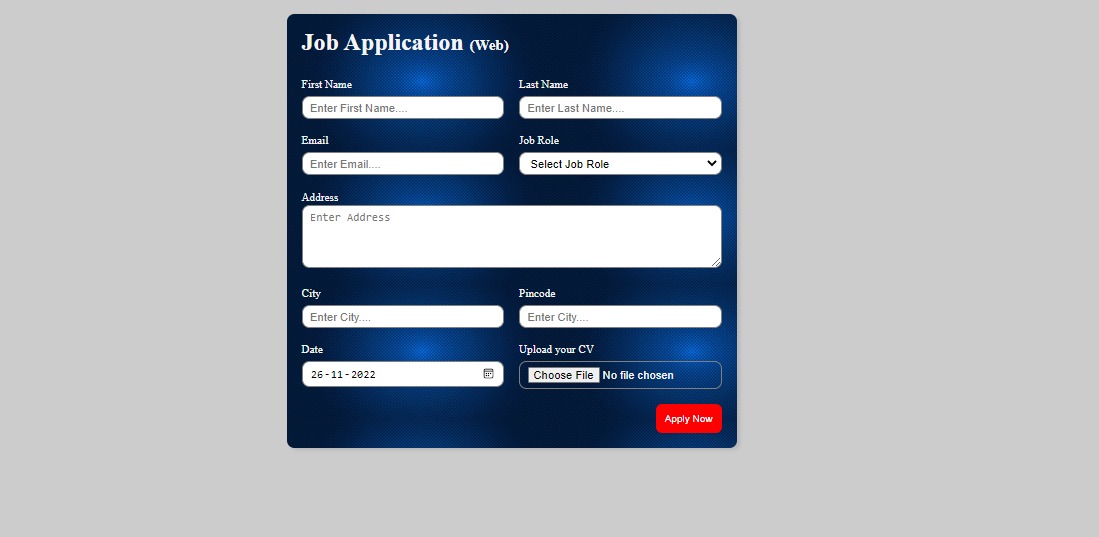 Job Application (Web)
First Name Last Name
Enter First Name.... Enter Last Name....
Email Job Role
Enter Email.... Select Job Role
Address
Enter Address
City Pincode
Enter City.... Enter City....
Date Upload your CV
26-11-2022 Choose File No file chosen
Apply Now